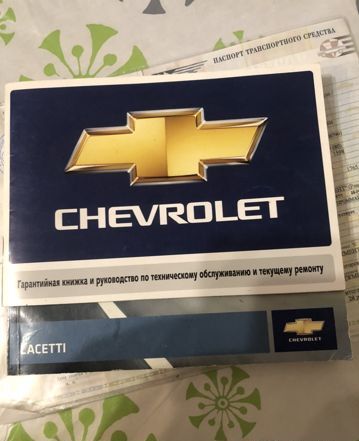 ПАСПОРТ ТРАНСПОРТНОГО СРЕДСТВА
CHEVROLET
Гарантийная книжка и руководство по техническому обслуживанию и текущему ремонту
LACETTI
CHEVROLET